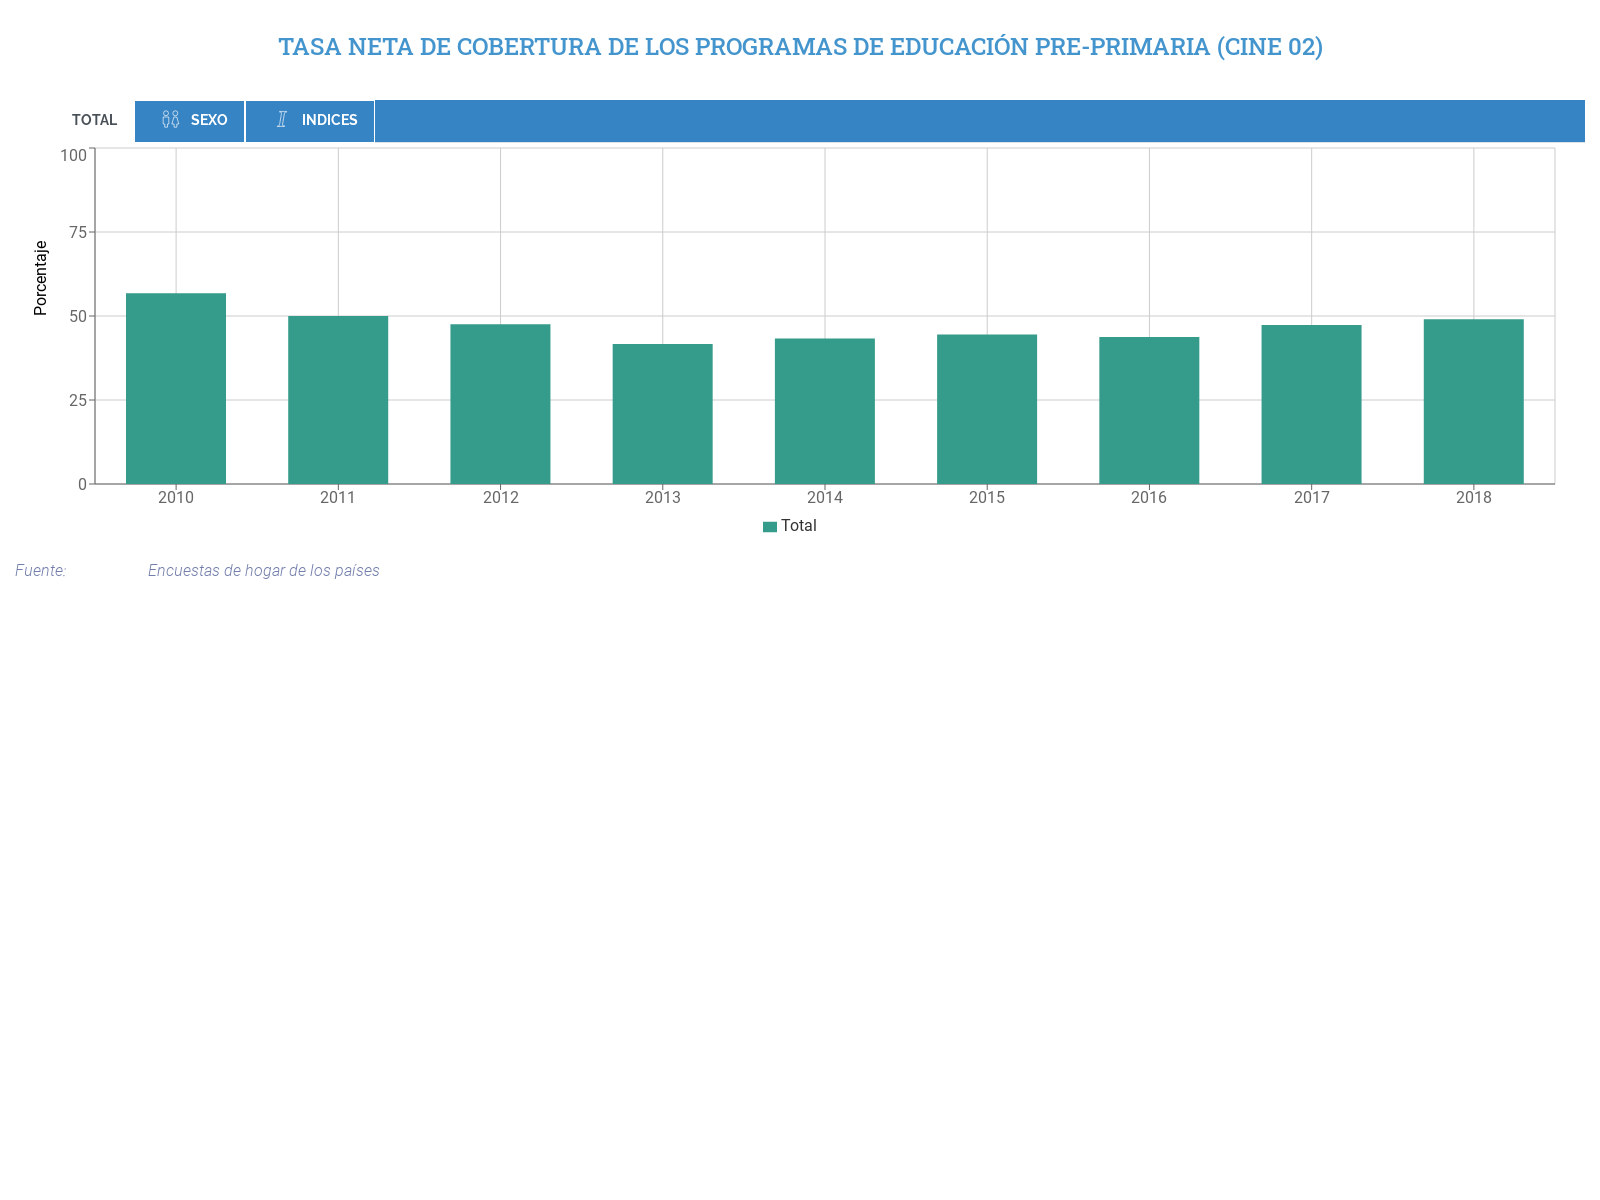 TASA NETA DE COBERTURA DE LOS PROGRAMAS DE EDUCACIÓN PRE-PRIMARIA (CINE 02)
TOTAL SEXO INDICES
Porcentaje
100
75
50
25
0
2010 2011 2012 2013 2014 2015 2016 2017 2018
Total
Fuente: Encuestas de hogar de los países